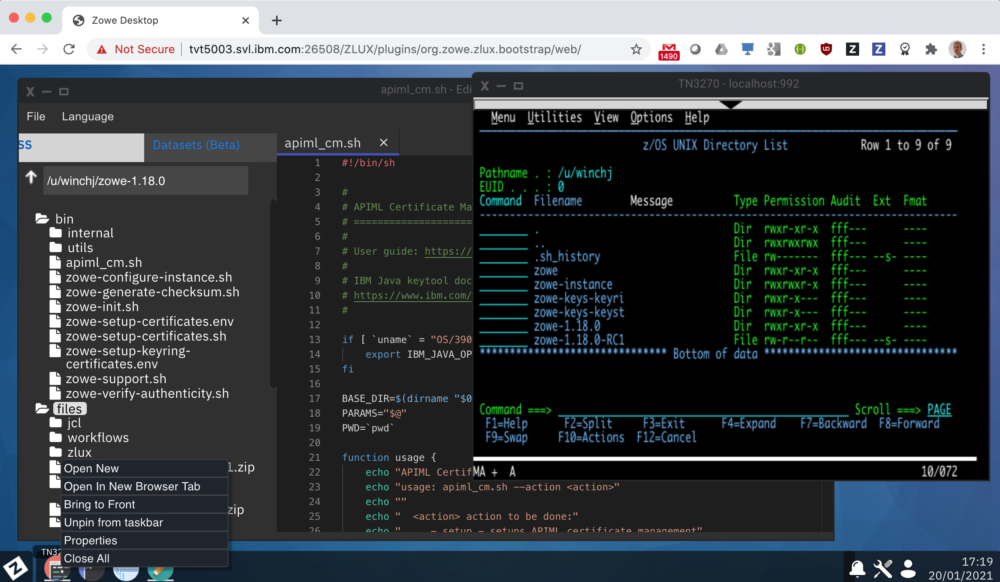 Zowe Desktop
Not Secure
tvt5003.svl.ibm.com:26508/ZLUX/plugins/org.zowe.zlux.bootstrap/web/
1490
apiml_cm.sh - Edi
File Language
SS
Datasets (Beta)
/u/winchj/zowe-1.18.0
bin
internal
utils
apiml_cm.sh
zowe-configure-instance.sh
zowe-generate-checksum.sh
zowe-init.sh
zowe-setup-certificates.env
zowe-setup-certificates.sh
zowe-setup-keyring-
certificates.env
zowe-support.sh
zowe-verify-authenticity.sh
files
jcl
workflows
zlux
1.zip
zip
Open New
Open In New Browser Tab
Bring to Front
Unpin from taskbar
Properties
Close All
apiml_cm.sh
1 #!/bin/sh
2
3 #
4 # APIML Certificate Ma
5 # ====================
6 #
7 # User guide: https://
8 #
9 # IBM Java keytool doc
10 # https://www.ibm.com/
11 #
12
13 if [ `uname` = "OS/390
14 export IBM_JAVA_OP
15 fi
16
17 BASE_DIR=$(dirname "$0
18 PARAMS="$@"
19 PWD=`pwd`
20
21 function usage {
22 echo "APIML Certif
23 echo "usage: apiml_cm.sh --action <action>"
24 echo ""
25 echo "  <action> action to be done:"
26 echo "     - setup - setups APIML certificate management"
TN3270 - localhost:992
Menu Utilities View Options Help
z/OS UNIX Directory List Row 1 to 9 of 9
Pathname . : /u/winchj
EUID . . . : 0
Command Filename Message Type Permission Audit Ext Fmat
--------------------------------------------------------------------------------
. Dir rwxr-xr-x fff--- ----
.. Dir rwxrwxrwx fff--- ----
.sh_history File rw------- fff--- --s- ----
zowe Dir rwxr-xr-x fff--- ----
zowe-instance Dir rwxrwxr-x fff--- ----
zowe-keys-keyri Dir rwxr-x--- fff--- ----
zowe-keys-keyst Dir rwxr-x--- fff--- ----
zowe-1.18.0 Dir rwxr-xr-x fff--- ----
zowe-1.18.0-RC1 File rw-r--r-- fff--- --s- ----
******************************* Bottom of data ********************************
Command ===> Scroll ===> PAGE
F1=Help F2=Split F3=Exit F4=Expand F7=Backward F8=Forward
F9=Swap F10=Actions F12=Cancel
MA + A 10/072
TN32
17:19
20/01/2021